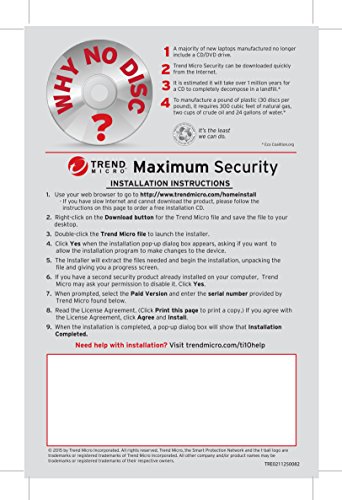 WHY NO DISC
?
1 A majority of new laptops manufactured no longer
include a CD/DVD drive.
2 Trend Micro Security can be downloaded quickly
from the Internet.
3 It is estimated it will take over 1 million years for
a CD to completely decompose in a landfill.*
4 To manufacture a pound of plastic (30 discs per
pound), it requires 300 cubic feet of natural gas,
two cups of crude oil and 24 gallons of water.*
It's the least
we can do.
* Eco Coalition.org
TREND
MICRO
Maximum Security
INSTALLATION INSTRUCTIONS
1. Use your web browser to go to http://www.trendmicro.com/homeinstall
- If you have slow Internet and cannot download the product, please follow the
instructions on this page to order a free installation CD.
2. Right-click on the Download button for the Trend Micro file and save the file to your
desktop.
3. Double-click the Trend Micro file to launch the installer.
4. Click Yes when the installation pop-up dialog box appears, asking if you want to
allow the installation program to make changes to the device.
5. The Installer will extract the files needed and begin the installation, unpacking the
file and giving you a progress screen.
6. If you have a second security product already installed on your computer, Trend
Micro may ask your permission to disable it. Click Yes.
7. When prompted, select the Paid Version and enter the serial number provided by
Trend Micro found below.
8. Read the License Agreement. (Click Print this page to print a copy.) If you agree with
the License Agreement, click Agree and Install.
9. When the installation is completed, a pop-up dialog box will show that Installation
Completed.
Need help with installation? Visit trendmicro.com/ti10help
© 2015 by Trend Micro Incorporated. All rights reserved. Trend Micro, the Smart Protection Network and the t-ball logo are
trademarks or registered trademarks of Trend Micro Incorporated. All other company and/or product names may be
trademarks or registered trademarks of their respective owners.
TRE0211250082